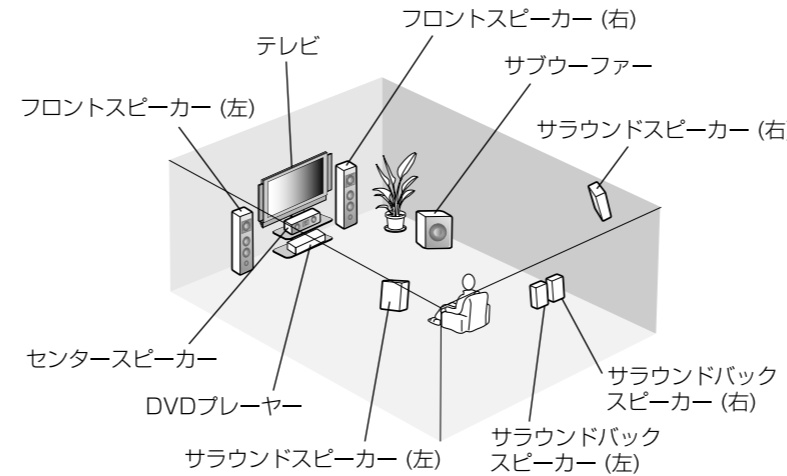 フロントスピーカー (右)
テレビ
サブウーファー
フロントスピーカー (左)
サラウンドスピーカー (右
センタースピーカー
サラウンドバック
スピーカー (右)
DVDプレーヤー
サラウンドバック
スピーカー (左)
サラウンドスピーカー (左)